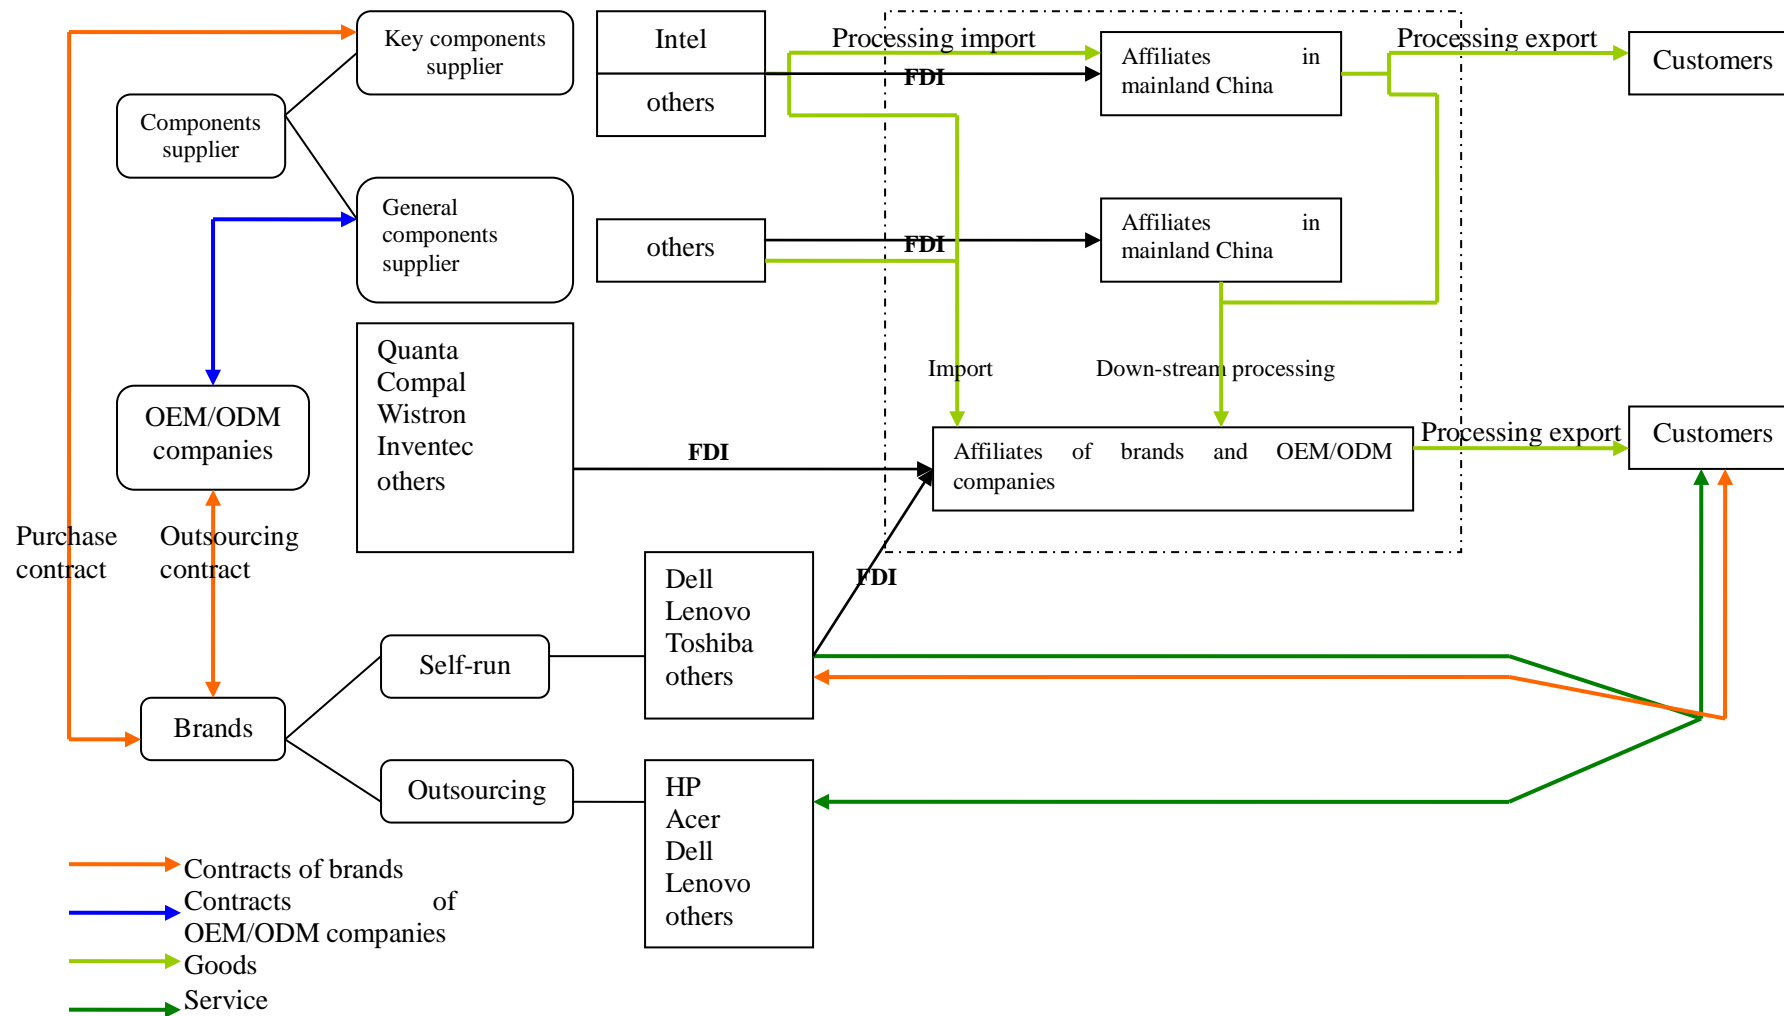 Key components
supplier
Intel
others
Processing import
FDI
Affiliates in
mainland China
Processing export
Customers
Components
supplier
General
components
supplier
others
FDI
Affiliates in
mainland China
Quanta
Compal
Wistron
Inventec
others
Import
Down-stream processing
OEM/ODM
companies
FDI
Affiliates of brands and OEM/ODM
companies
Processing export
Customers
Purchase
contract
Outsourcing
contract
Dell
Lenovo
Toshiba
others
FDI
Self-run
Brands
Outsourcing
HP
Acer
Dell
Lenovo
others
Contracts of brands
Contracts of
OEM/ODM companies
Goods
Service